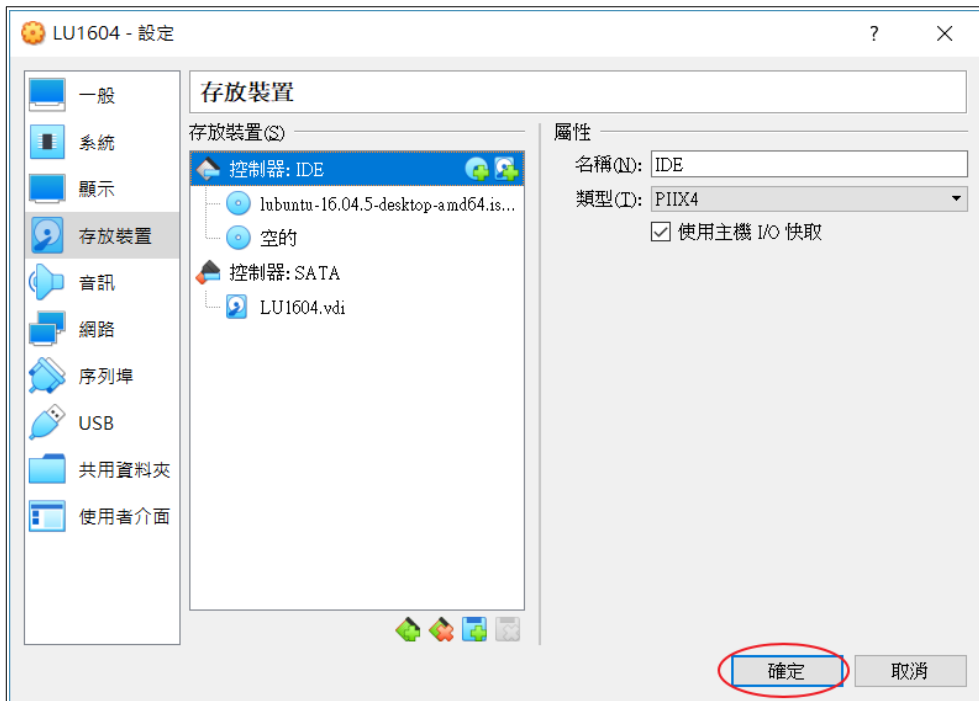 LU1604 - 設定
?
一般
系統
顯示
存放裝置
音訊
網路
序列埠
USB
共用資料夾
使用者介面
存放裝置
存放裝置(S)
控制器: IDE
lubuntu-16.04.5-desktop-amd64.is...
空的
控制器: SATA
LU1604.vdi
屬性
名稱(N): IDE
類型(T): PIIX4
使用主機 I/O 快取
確定
取消